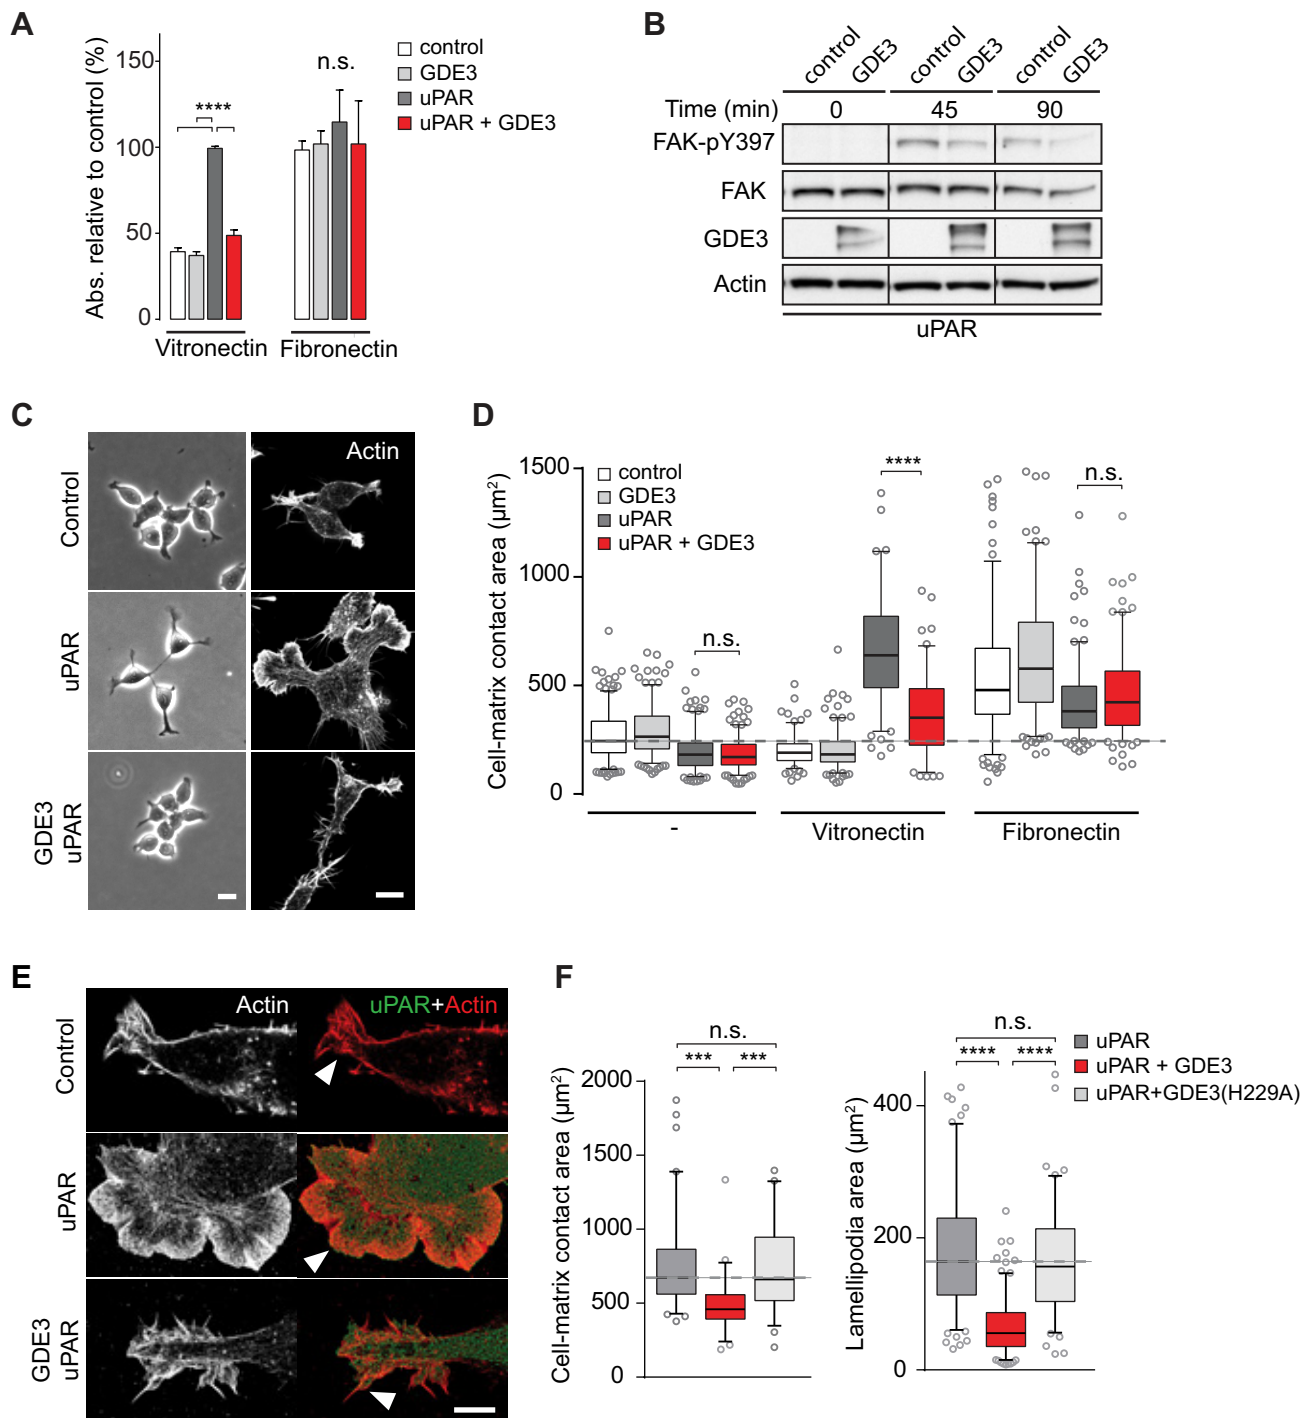 A
Abs. relative to control (%)
150
100
50
0
****
n.s.
control
GDE3
uPAR
uPAR + GDE3
Vitronectin
Fibronectin
B
control
GDE3
control
GDE3
control
GDE3
Time (min)
0
45
90
FAK-pY397
FAK
GDE3
Actin
uPAR
C
Actin
Control
uPAR
GDE3
uPAR
D
Cell-matrix contact area (µm²)
1500
1000
500
0
control
GDE3
uPAR
uPAR + GDE3
n.s.
****
n.s.
-
Vitronectin
Fibronectin
E
Actin
uPAR+Actin
Control
uPAR
GDE3
uPAR
F
Cell-matrix contact area (µm²)
2000
1500
1000
500
0
n.s.
***
***
Lamellipodia area (µm²)
400
200
0
n.s.
****
****
uPAR
uPAR + GDE3
uPAR+GDE3(H229A)